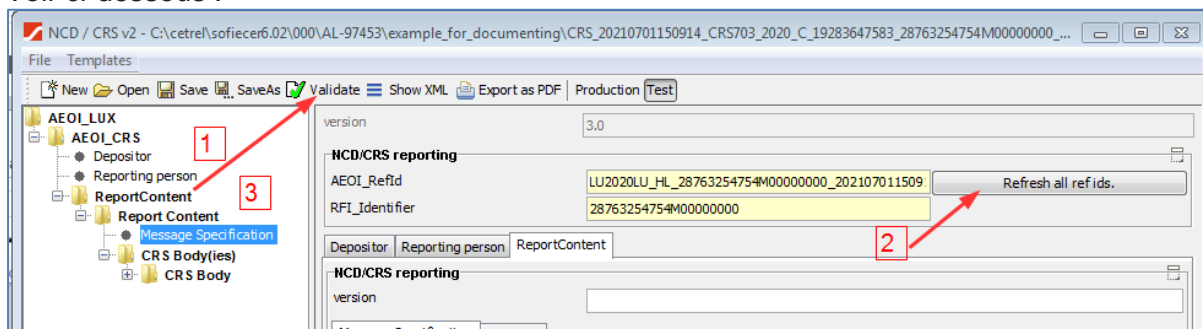 NCD / CRS v2 - C:\cetrel\sofiecer6.02\000\AL-97453\example_for_documenting\CRS_20210701150914_CRS703_2020_C_19283647583_28763254754M00000000_...
File Templates
New Open Save SaveAs Validate Show XML Export as PDF Production Test
AEOI_LUX
AEOI_CRS
Depositor
Reporting person
ReportContent
Report Content
Message Specification
CRS Body(ies)
CRS Body
1
3
version 3.0
NCD/CRS reporting
AEOI_RefId LU2020LU_HL_28763254754M00000000_202107011509: Refresh all ref ids.
RFI_Identifier 28763254754M00000000
2
Depositor Reporting person ReportContent
NCD/CRS reporting
version